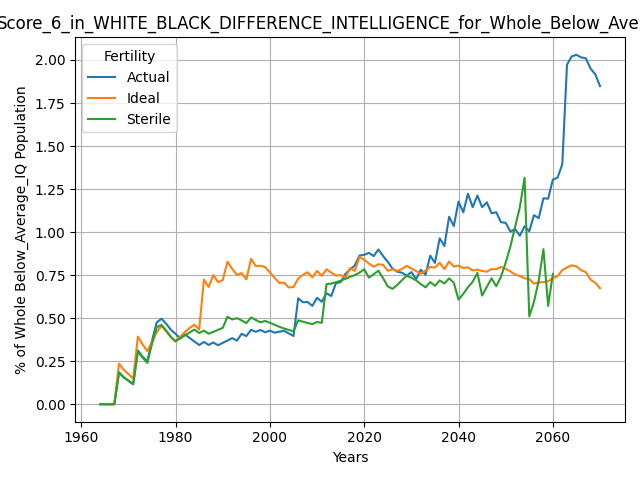 Score_6_in_WHITE_BLACK_DIFFERENCE_INTELLIGENCE_for_Whole_Below_Ave
Fertility
Actual
Ideal
Sterile
% of Whole Below_Average_IQ Population
2.00
1.75
1.50
1.25
1.00
0.75
0.50
0.25
0.00
1960
1980
2000
2020
2040
2060
Years